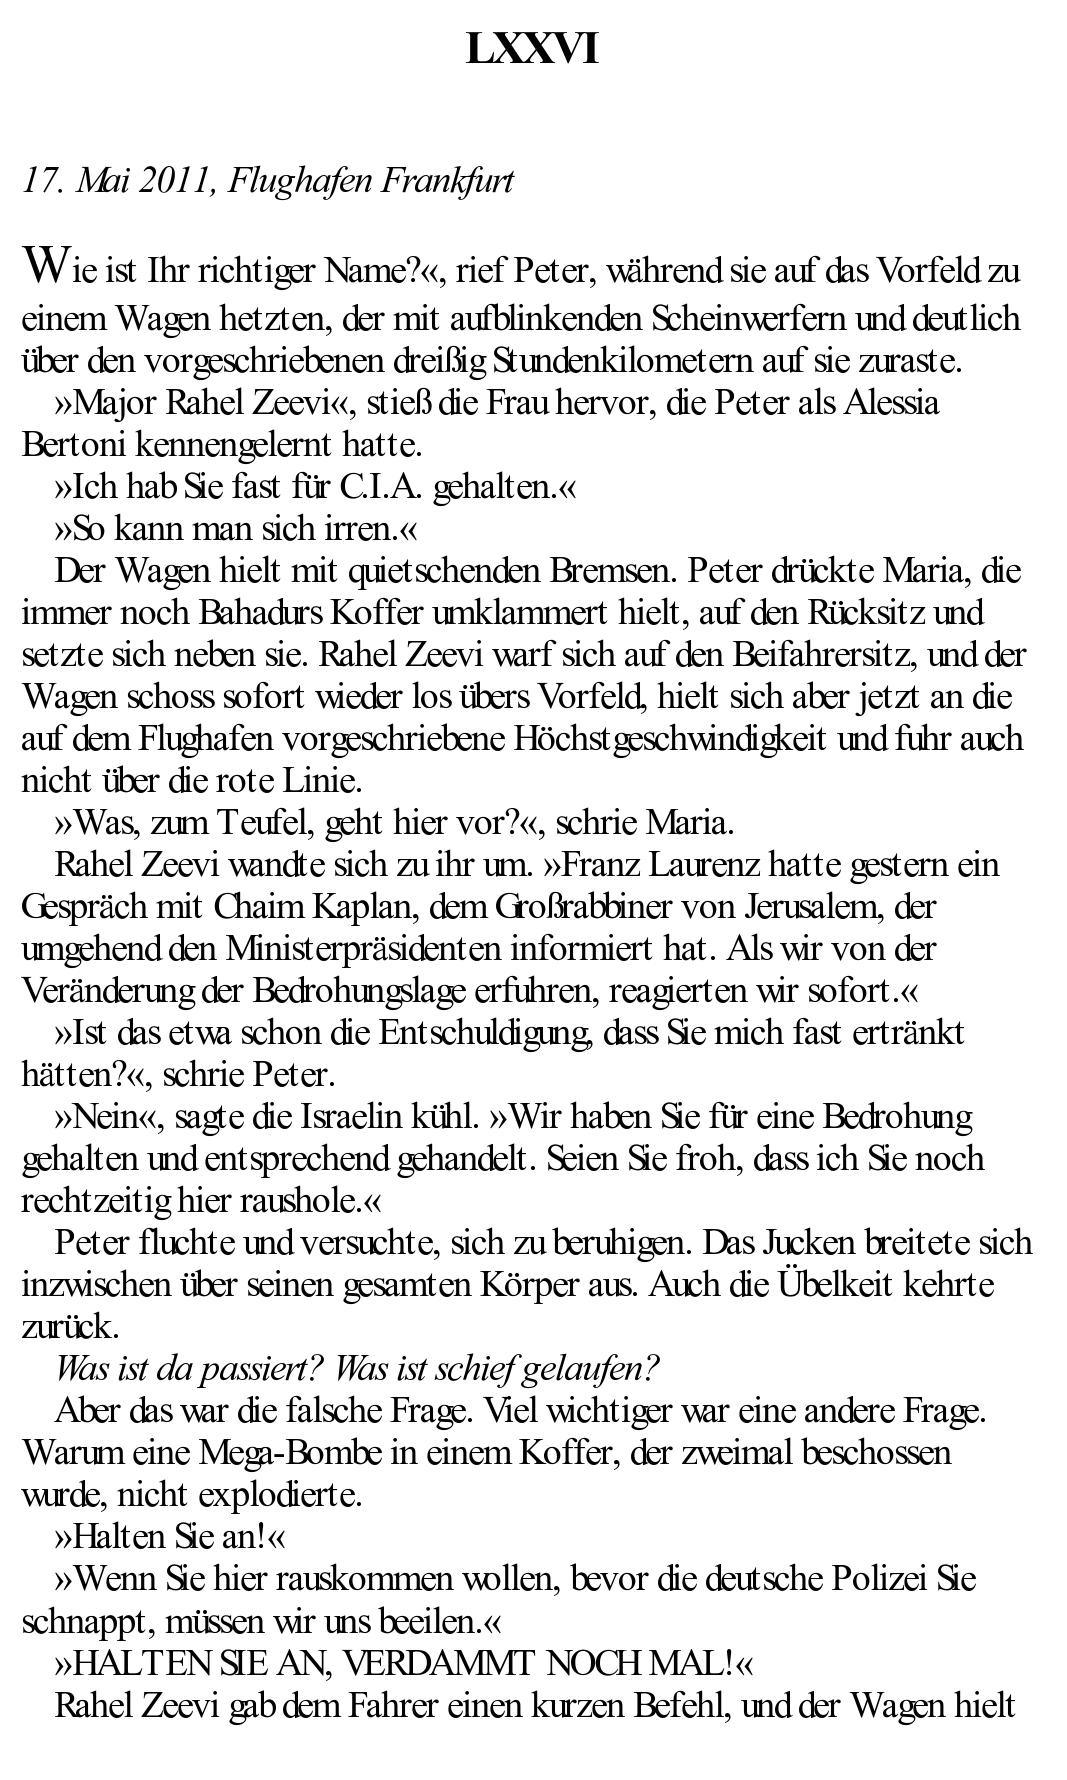 LXXVI
17. Mai 2011, Flughafen Frankfurt
Wie ist Ihr richtiger Name?«, rief Peter, während sie auf das Vorfeld zu
einem Wagen hetzten, der mit aufblinkenden Scheinwerfern und deutlich
über den vorgeschriebenen dreißig Stundenkilometern auf sie zuraste.
»Major Rahel Zeevi«, stieß die Frau hervor, die Peter als Alessia
Bertoni kennengelernt hatte.
»Ich hab Sie fast für C.I.A. gehalten.«
»So kann man sich irren.«
Der Wagen hielt mit quietschenden Bremsen. Peter drückte Maria, die
immer noch Bahadurs Koffer umklammert hielt, auf den Rücksitz und
setzte sich neben sie. Rahel Zeevi warf sich auf den Beifahrersitz, und der
Wagen schoss sofort wieder los übers Vorfeld, hielt sich aber jetzt an die
auf dem Flughafen vorgeschriebene Höchstgeschwindigkeit und fuhr auch
nicht über die rote Linie.
»Was, zum Teufel, geht hier vor?«, schrie Maria.
Rahel Zeevi wandte sich zu ihr um. »Franz Laurenz hatte gestern ein
Gespräch mit Chaim Kaplan, dem Großrabbiner von Jerusalem, der
umgehend den Ministerpräsidenten informiert hat. Als wir von der
Veränderung der Bedrohungslage erfuhren, reagierten wir sofort.«
»Ist das etwa schon die Entschuldigung, dass Sie mich fast ertränkt
hätten?«, schrie Peter.
»Nein«, sagte die Israelin kühl. »Wir haben Sie für eine Bedrohung
gehalten und entsprechend gehandelt. Seien Sie froh, dass ich Sie noch
rechtzeitig hier raushole.«
Peter fluchte und versuchte, sich zu beruhigen. Das Jucken breitete sich
inzwischen über seinen gesamten Körper aus. Auch die Übelkeit kehrte
zurück.
Was ist da passiert? Was ist schief gelaufen?
Aber das war die falsche Frage. Viel wichtiger war eine andere Frage.
Warum eine Mega-Bombe in einem Koffer, der zweimal beschossen
wurde, nicht explodierte.
»Halten Sie an!«
»Wenn Sie hier rauskommen wollen, bevor die deutsche Polizei Sie
schnappt, müssen wir uns beeilen.«
»HALTEN SIE AN, VERDAMMT NOCH MAL!«
Rahel Zeevi gab dem Fahrer einen kurzen Befehl, und der Wagen hielt